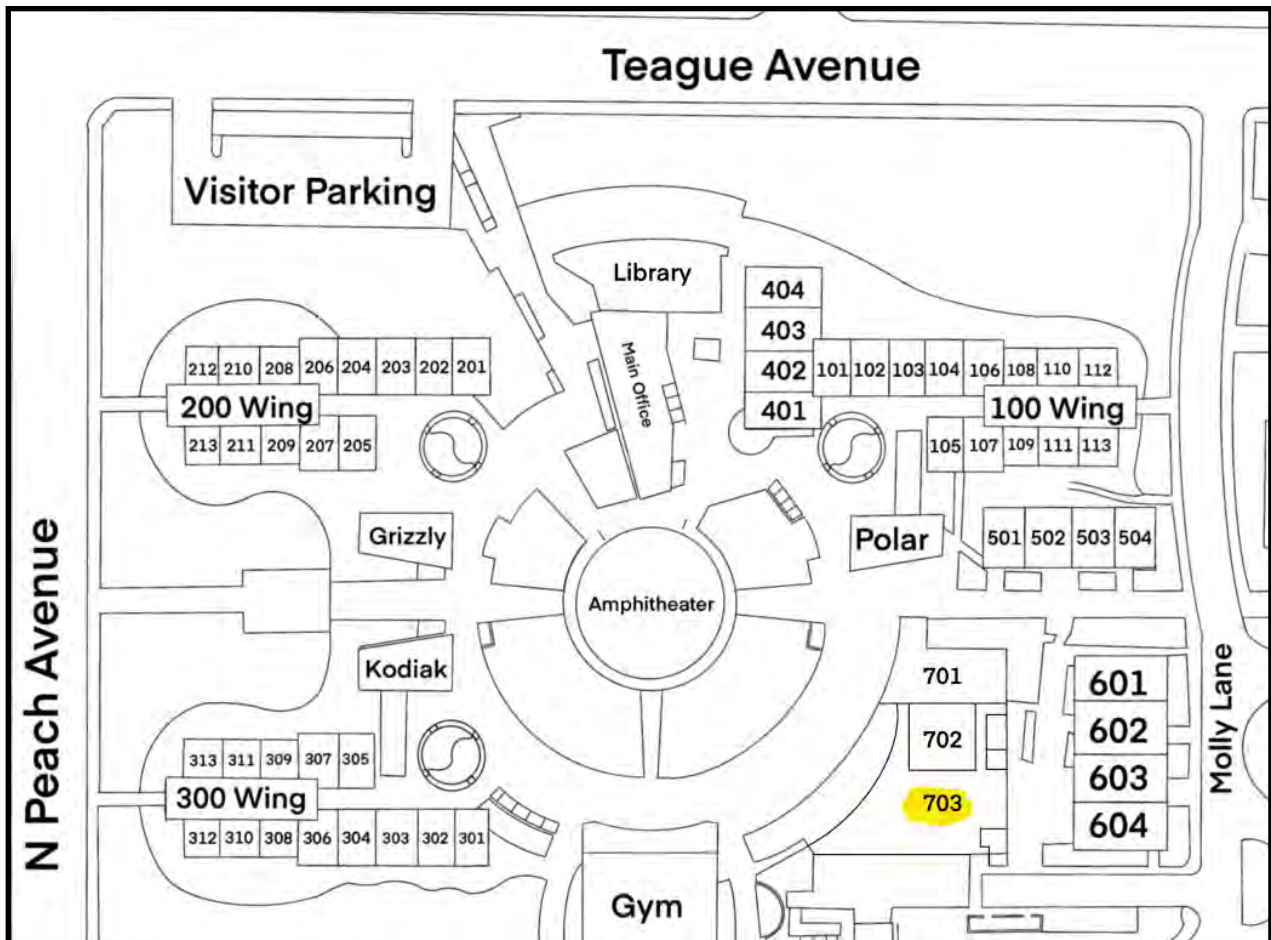 Teague Avenue
Visitor Parking
Library
404
403
402
401
Main Office
212 210 208 206 204 203 202 201
200 Wing
213 211 209 207 205
101 102 103 104 106 108 110 112
100 Wing
105 107 109 111 113
Grizzly
Polar
501 502 503 504
Amphitheater
Kodiak
N Peach Avenue
701
702
703
601
602
603
604
Molly Lane
313 311 309 307 305
300 Wing
312 310 308 306 304 303 302 301
Gym